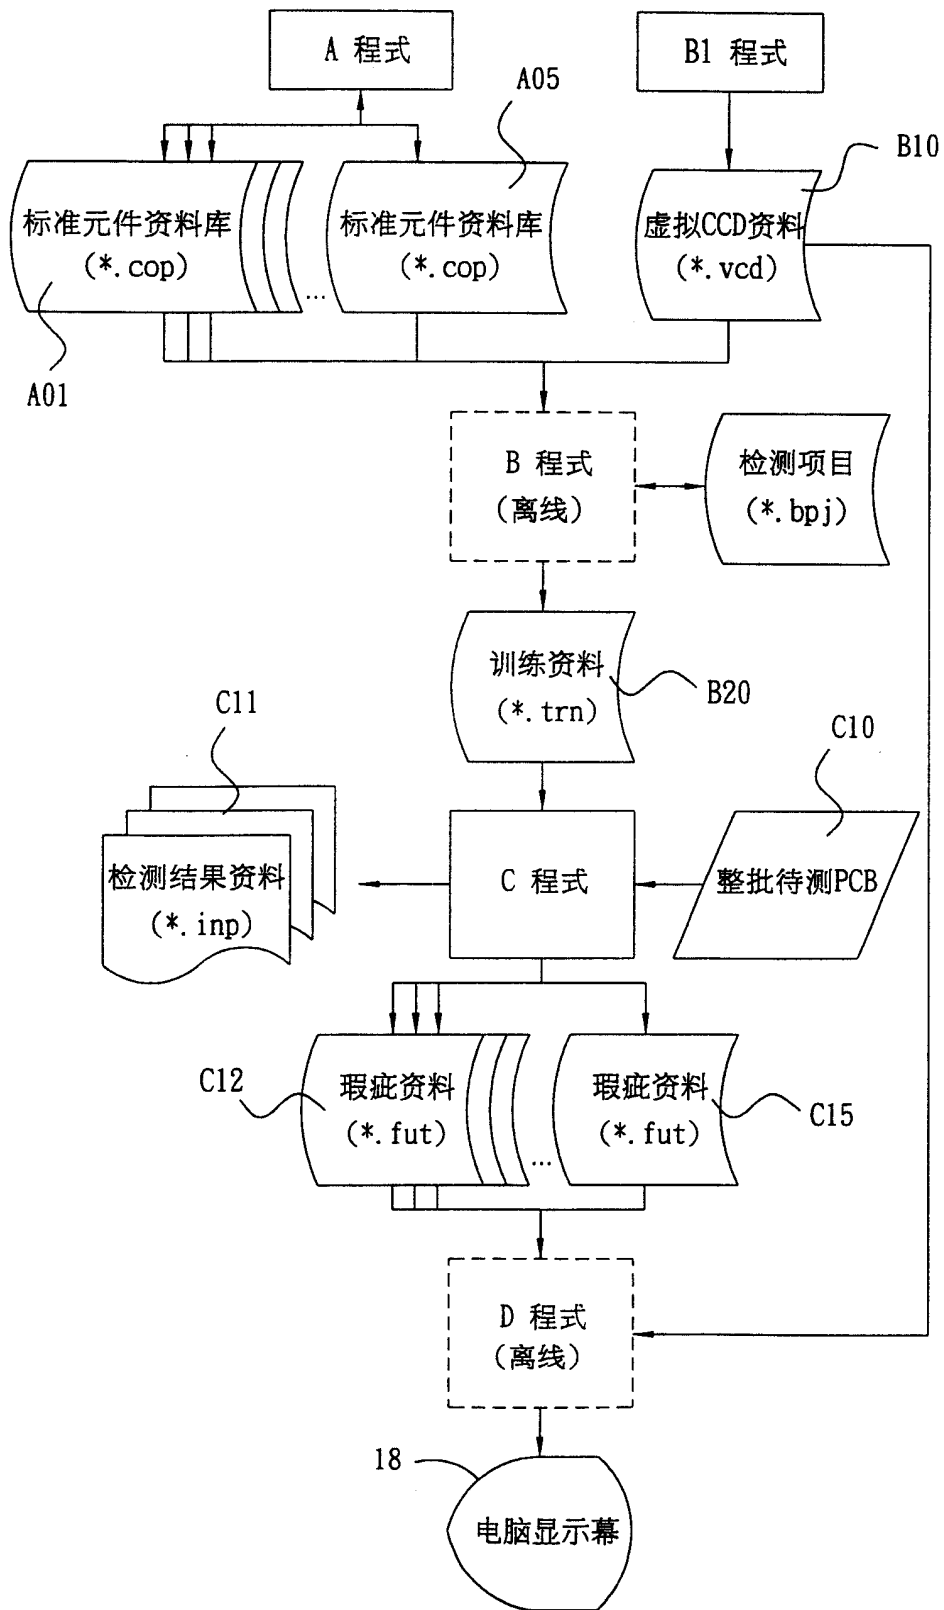 A 程式
B1 程式
A05
B10
标准元件资料库
(*.cop)
...
标准元件资料库
(*.cop)
虚拟CCD资料
(*.vcd)
A01
B 程式
(离线)
检测项目
(*.bpj)
训练资料
(*.trn)
B20
C11
C10
检测结果资料
(*.inp)
C 程式
整批待测PCB
C12
瑕疵资料
(*.fut)
...
瑕疵资料
(*.fut)
C15
D 程式
(离线)
18
电脑显示幕